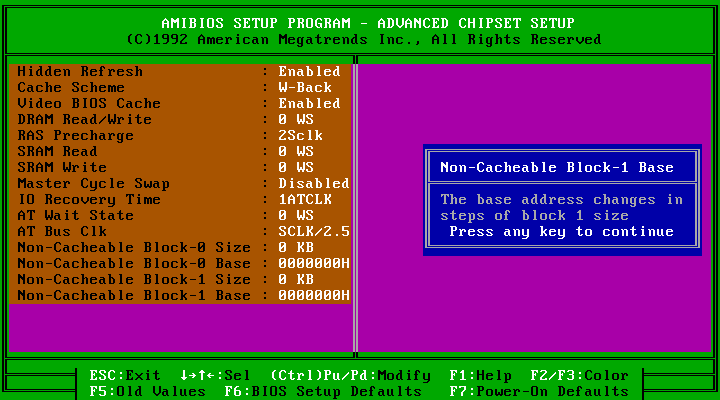 AMIBIOS SETUP PROGRAM - ADVANCED CHIPSET SETUP
(C)1992 American Megatrends Inc., All Rights Reserved
Hidden Refresh : Enabled
Cache Scheme : W-Back
Video BIOS Cache : Enabled
DRAM Read/Write : 0 WS
RAS Precharge : 2Sclk
SRAM Read : 0 WS
SRAM Write : 0 WS
Master Cycle Swap : Disabled
IO Recovery Time : 1ATCLK
AT Wait State : 0 WS
AT Bus Clk : SCLK/2.5
Non-Cacheable Block-0 Size : 0 KB
Non-Cacheable Block-0 Base : 0000000H
Non-Cacheable Block-1 Size : 0 KB
Non-Cacheable Block-1 Base : 0000000H
Non-Cacheable Block-1 Base
The base address changes in
steps of block 1 size
Press any key to continue
ESC:Exit ↓→↑←:Sel (Ctrl)Pu/Pd:Modify F1:Help F2/F3:Color
F5:Old Values F6:BIOS Setup Defaults F7:Power-On Defaults